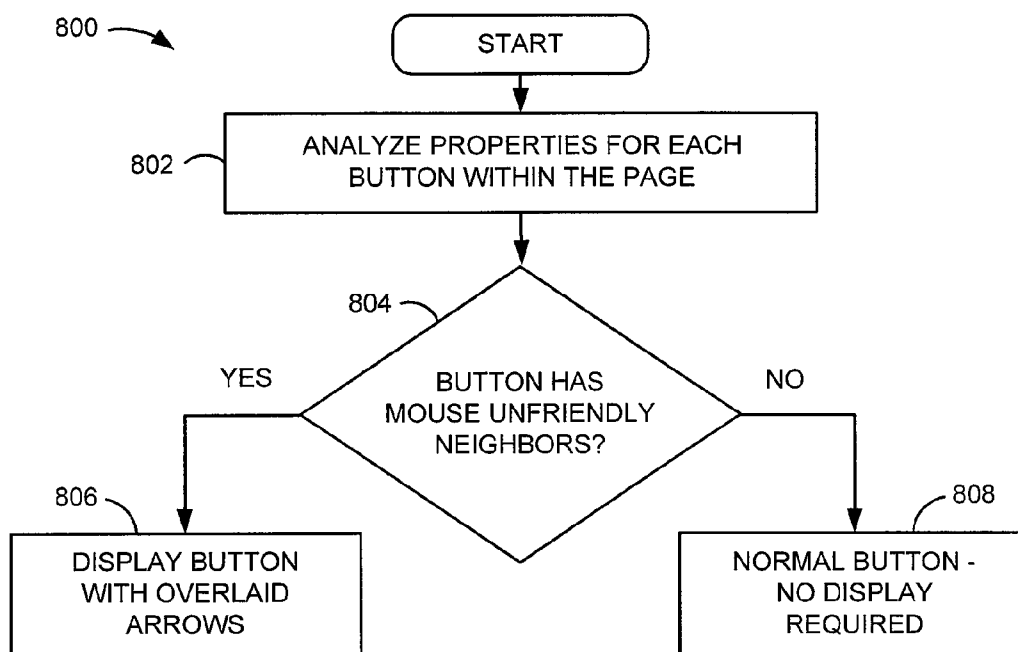 800
START
802
ANALYZE PROPERTIES FOR EACH
BUTTON WITHIN THE PAGE
804
YES
BUTTON HAS
MOUSE UNFRIENDLY
NEIGHBORS?
NO
806
DISPLAY BUTTON
WITH OVERLAID
ARROWS
808
NORMAL BUTTON -
NO DISPLAY
REQUIRED